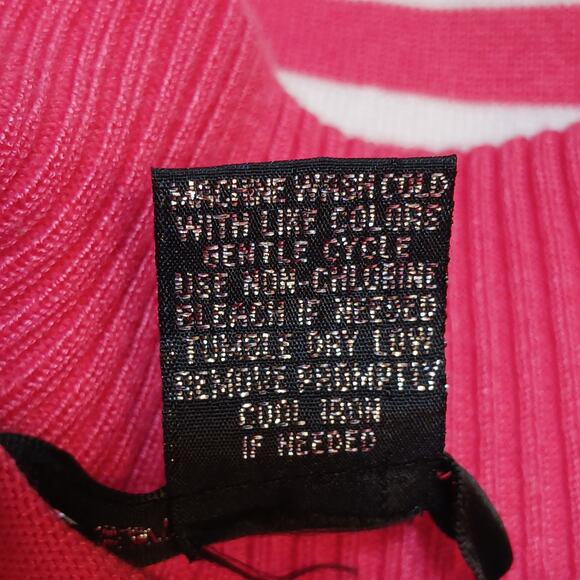 MACHINE WASH COLD
WITH LIKE COLORS
GENTLE CYCLE
USE NON-CHLORINE
BLEACH IF NEEDED
TUMBLE DRY LOW
REMOVE PROMPTLY
COOL IRON
IF NEEDED